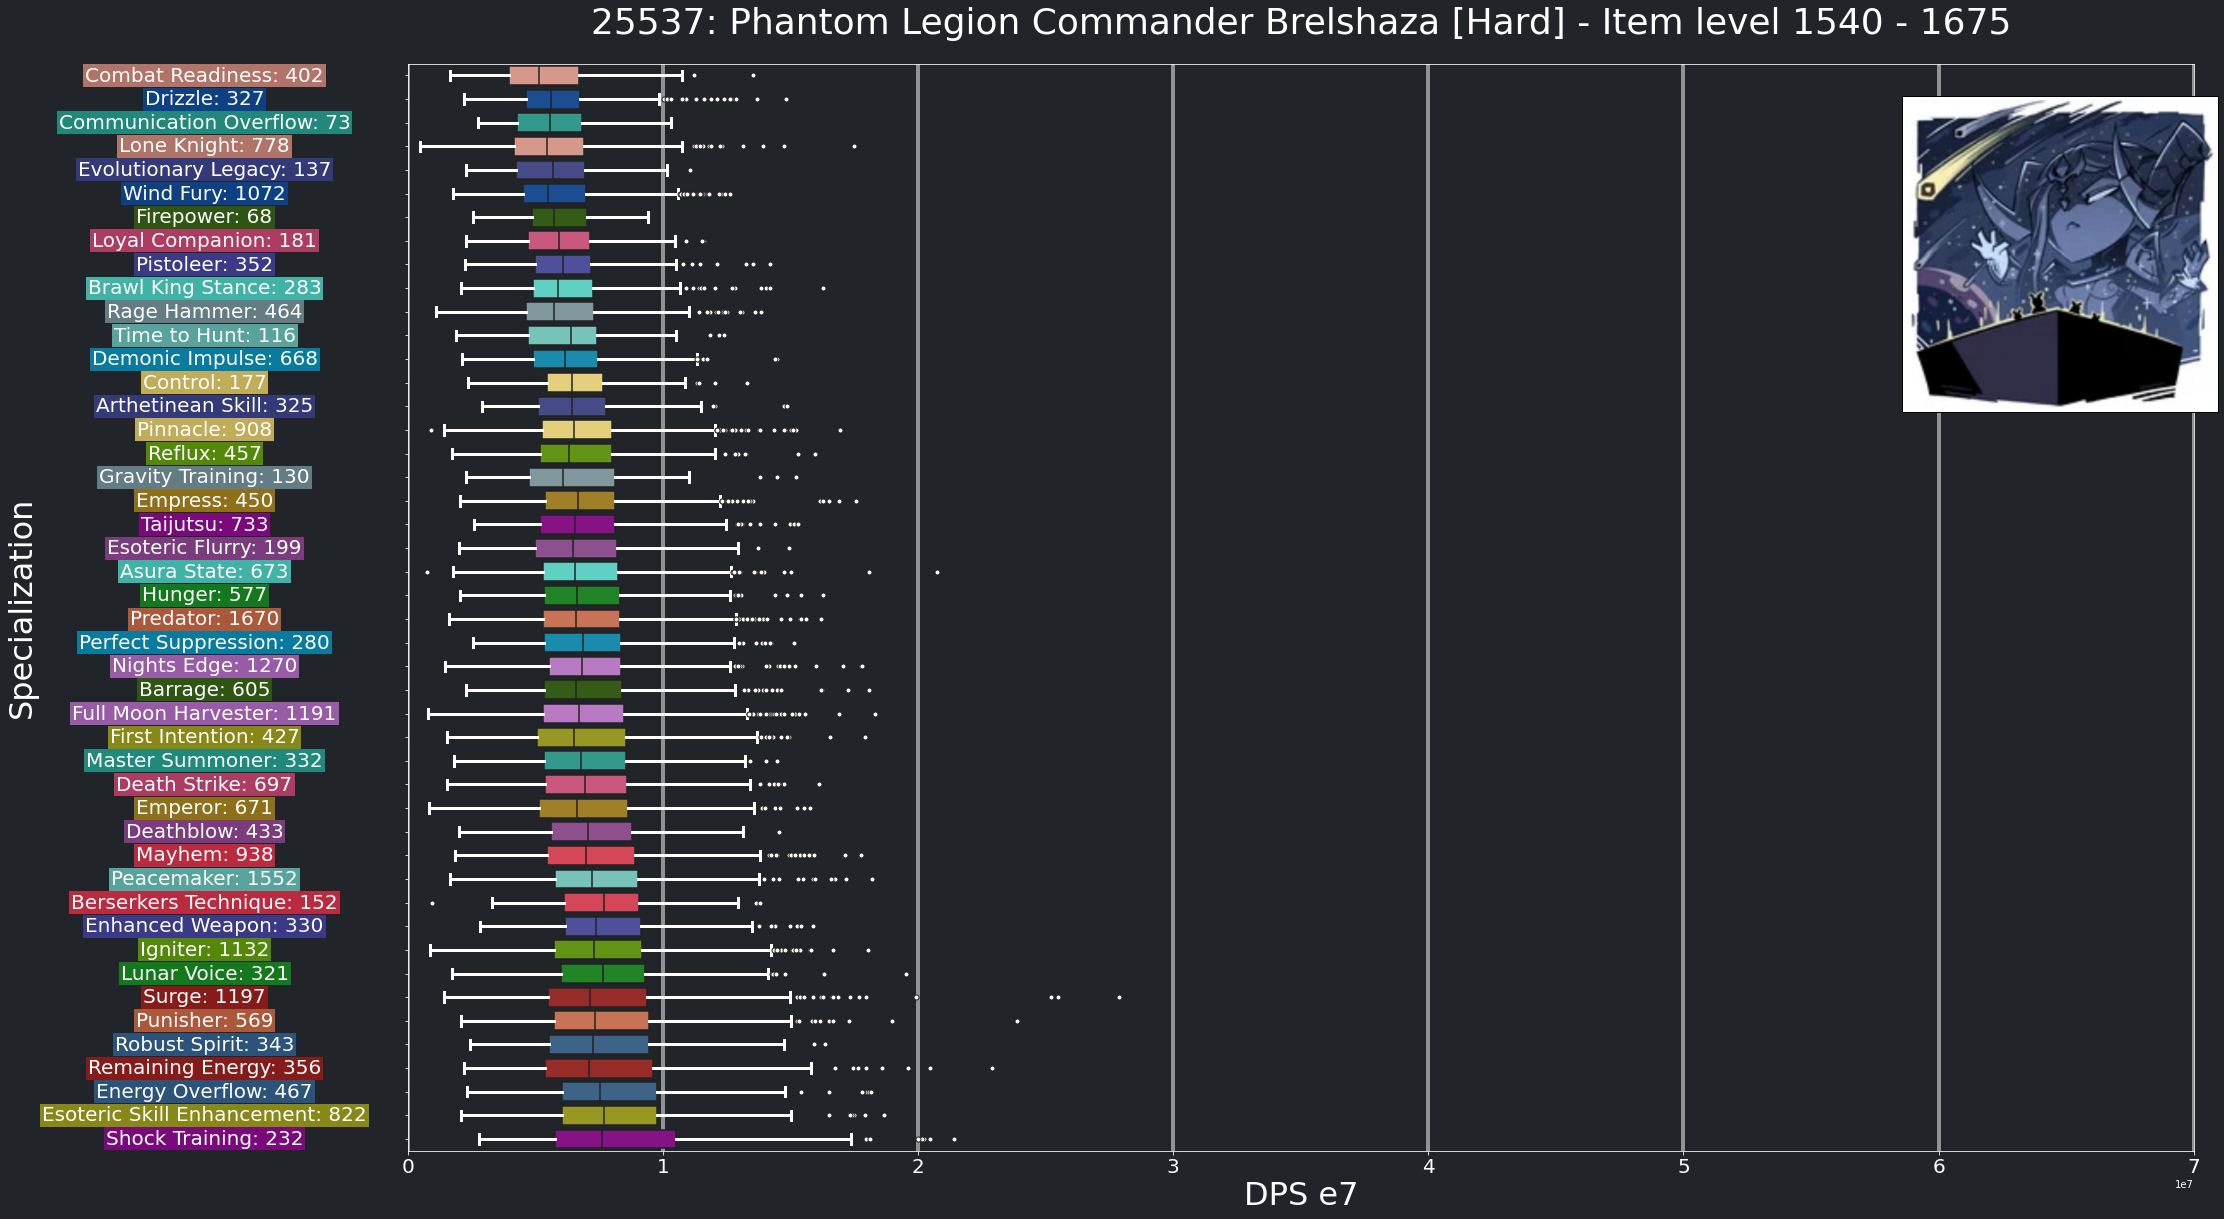 25537: Phantom Legion Commander Brelshaza [Hard] - Item level 1540 - 1675
Specialization
Combat Readiness: 402
Drizzle: 327
Communication Overflow: 73
Lone Knight: 778
Evolutionary Legacy: 137
Wind Fury: 1072
Firepower: 68
Loyal Companion: 181
Pistoleer: 352
Brawl King Stance: 283
Rage Hammer: 464
Time to Hunt: 116
Demonic Impulse: 668
Control: 177
Arthetinean Skill: 325
Pinnacle: 908
Reflux: 457
Gravity Training: 130
Empress: 450
Taijutsu: 733
Esoteric Flurry: 199
Asura State: 673
Hunger: 577
Predator: 1670
Perfect Suppression: 280
Nights Edge: 1270
Barrage: 605
Full Moon Harvester: 1191
First Intention: 427
Master Summoner: 332
Death Strike: 697
Emperor: 671
Deathblow: 433
Mayhem: 938
Peacemaker: 1552
Berserkers Technique: 152
Enhanced Weapon: 330
Igniter: 1132
Lunar Voice: 321
Surge: 1197
Punisher: 569
Robust Spirit: 343
Remaining Energy: 356
Energy Overflow: 467
Esoteric Skill Enhancement: 822
Shock Training: 232
0 1 2 3 4 5 6 7
1e7
DPS e7